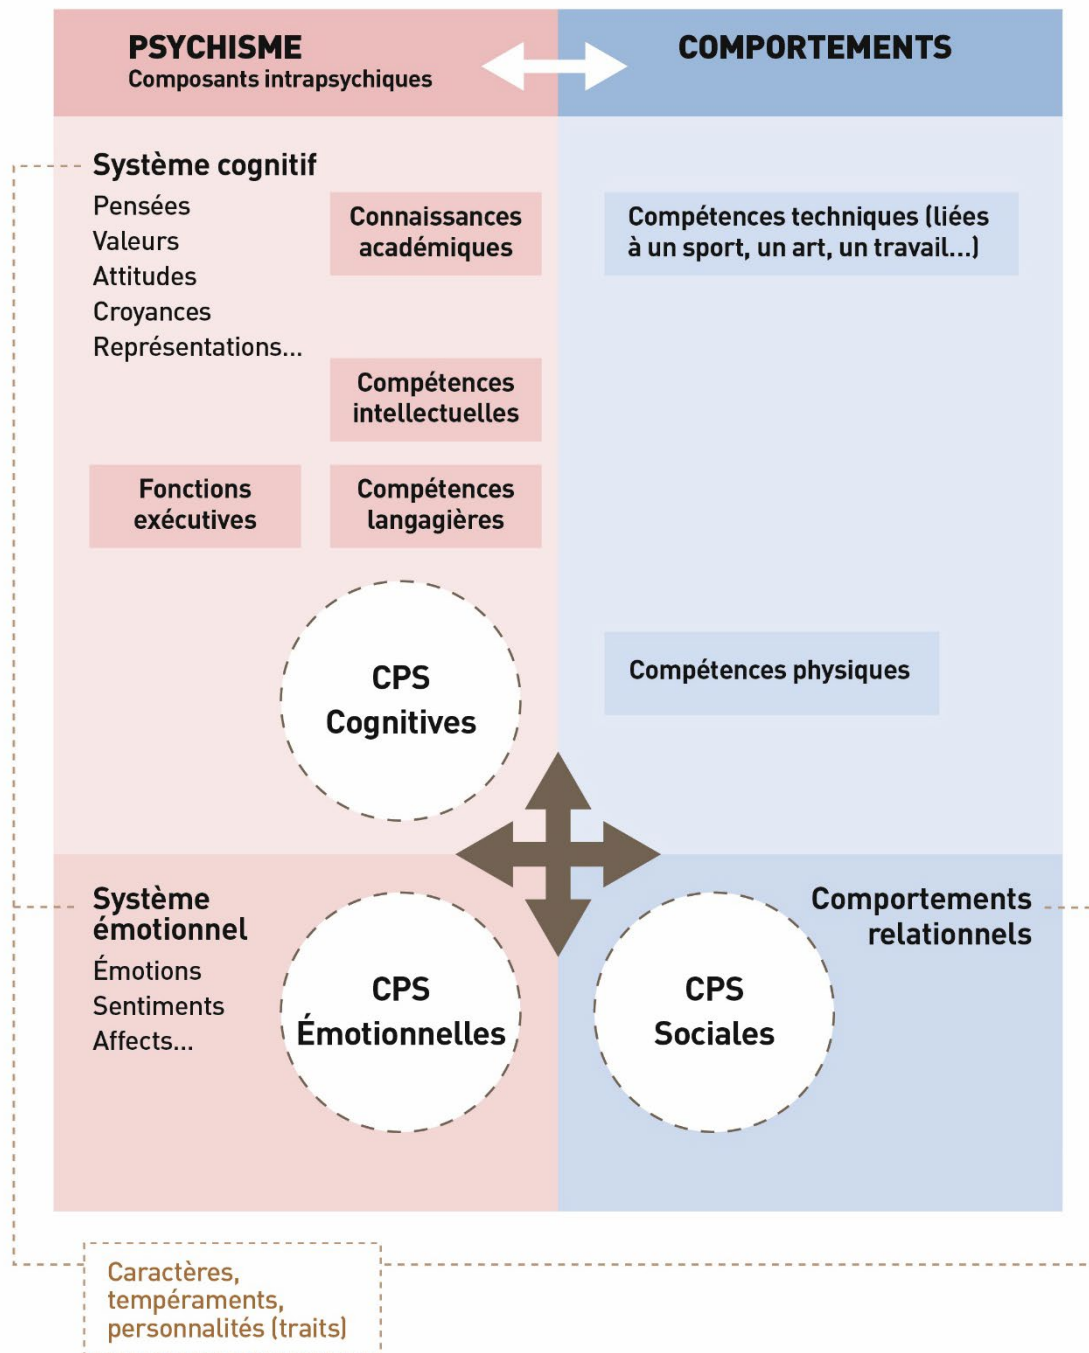 PSYCHISME
Composants intrapsychiques
COMPORTEMENTS
Système cognitif
Pensées
Valeurs
Attitudes
Croyances
Représentations...
Connaissances
académiques
Compétences techniques (liées
à un sport, un art, un travail...)
Compétences
intellectuelles
Fonctions
exécutives
Compétences
langagières
CPS
Cognitives
Compétences physiques
Système
émotionnel
Émotions
Sentiments
Affects...
CPS
Émotionnelles
CPS
Sociales
Comportements
relationnels
Caractères,
tempéraments,
personnalités (traits)